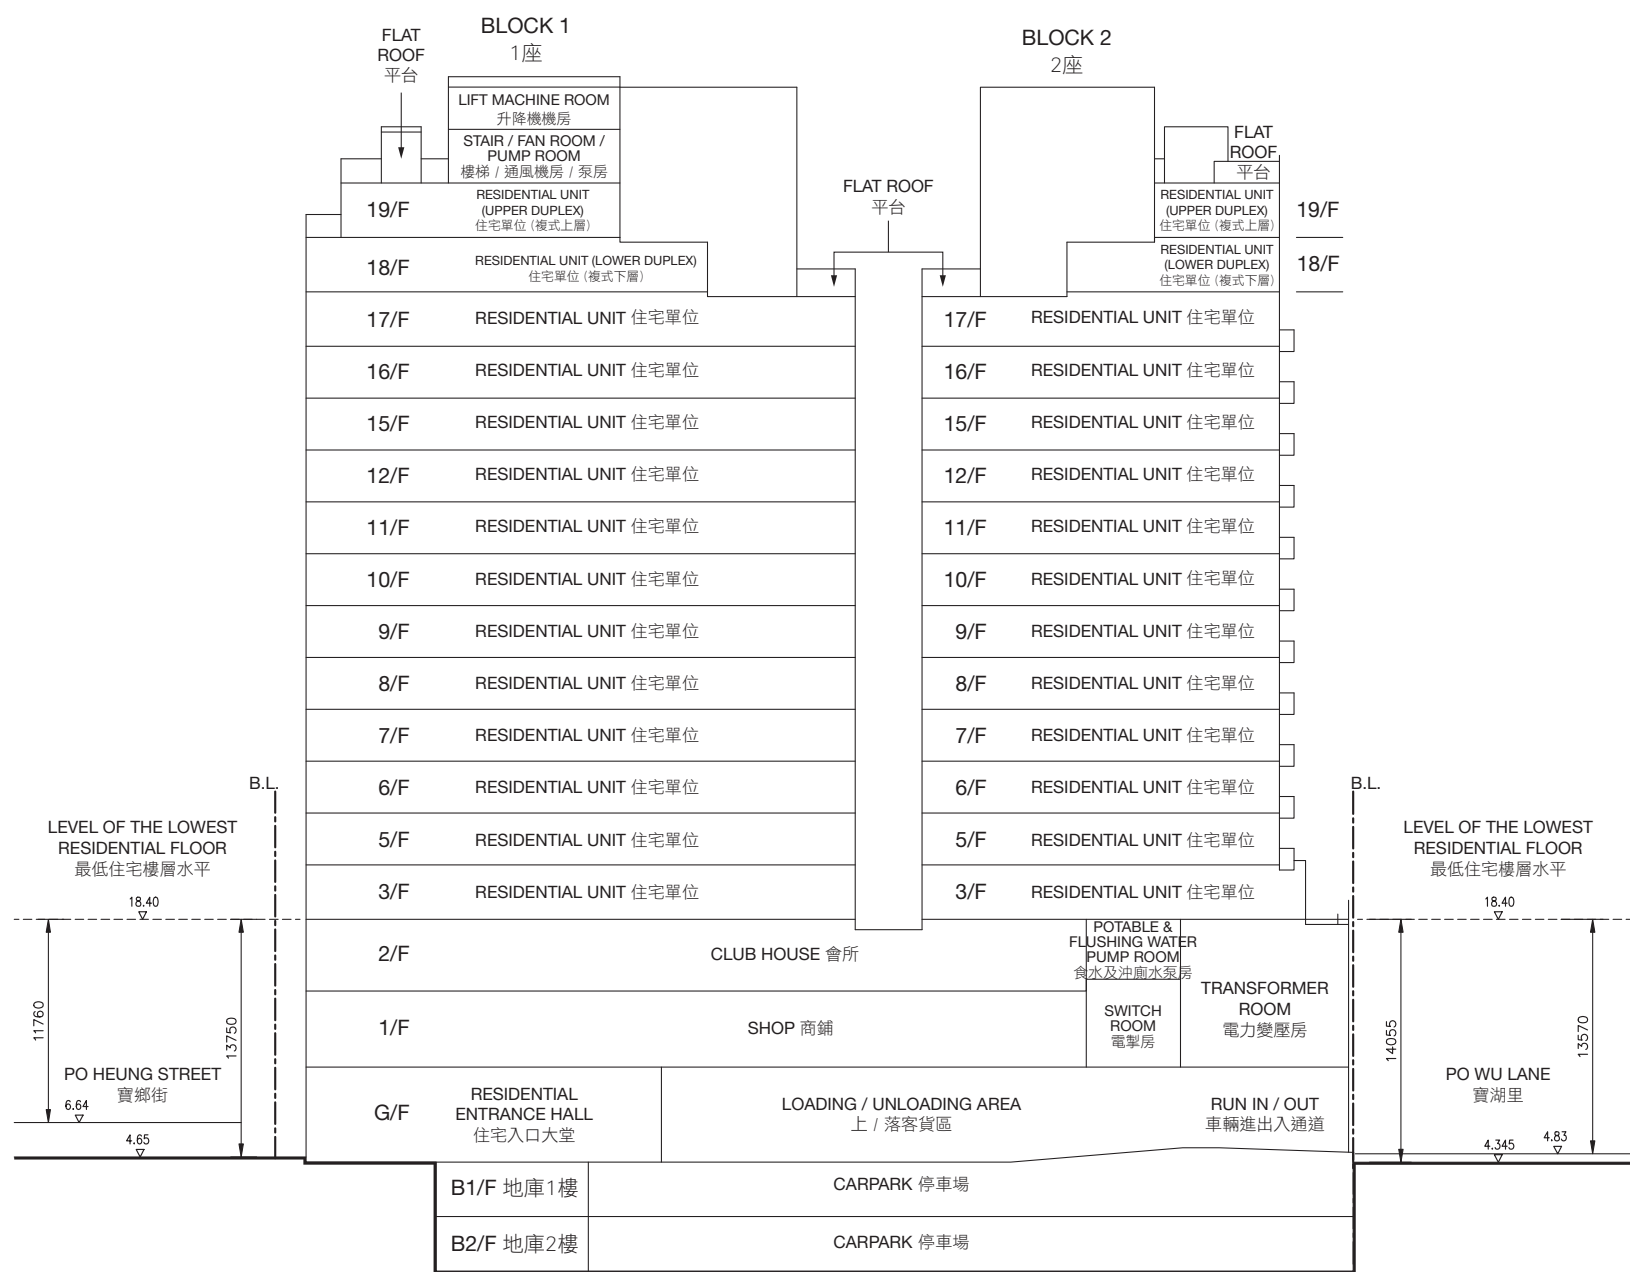 BLOCK 1
1座
BLOCK 2
2座
FLAT
ROOF
平台
LIFT MACHINE ROOM
升降機機房
STAIR / FAN ROOM /
PUMP ROOM
樓梯 / 通風機房 / 泵房
FLAT
ROOF
平台
FLAT ROOF
平台
19/F
RESIDENTIAL UNIT
(UPPER DUPLEX)
住宅單位 (複式上層)
RESIDENTIAL UNIT
(UPPER DUPLEX)
住宅單位 (複式上層)
19/F
18/F
RESIDENTIAL UNIT (LOWER DUPLEX)
住宅單位 (複式下層)
RESIDENTIAL UNIT
(LOWER DUPLEX)
住宅單位 (複式下層)
18/F
17/F RESIDENTIAL UNIT 住宅單位 17/F RESIDENTIAL UNIT 住宅單位
16/F RESIDENTIAL UNIT 住宅單位 16/F RESIDENTIAL UNIT 住宅單位
15/F RESIDENTIAL UNIT 住宅單位 15/F RESIDENTIAL UNIT 住宅單位
12/F RESIDENTIAL UNIT 住宅單位 12/F RESIDENTIAL UNIT 住宅單位
11/F RESIDENTIAL UNIT 住宅單位 11/F RESIDENTIAL UNIT 住宅單位
10/F RESIDENTIAL UNIT 住宅單位 10/F RESIDENTIAL UNIT 住宅單位
9/F RESIDENTIAL UNIT 住宅單位 9/F RESIDENTIAL UNIT 住宅單位
8/F RESIDENTIAL UNIT 住宅單位 8/F RESIDENTIAL UNIT 住宅單位
7/F RESIDENTIAL UNIT 住宅單位 7/F RESIDENTIAL UNIT 住宅單位
6/F RESIDENTIAL UNIT 住宅單位 6/F RESIDENTIAL UNIT 住宅單位
5/F RESIDENTIAL UNIT 住宅單位 5/F RESIDENTIAL UNIT 住宅單位
3/F RESIDENTIAL UNIT 住宅單位 3/F RESIDENTIAL UNIT 住宅單位
B.L.
B.L.
LEVEL OF THE LOWEST
RESIDENTIAL FLOOR
最低住宅樓層水平
18.40
LEVEL OF THE LOWEST
RESIDENTIAL FLOOR
最低住宅樓層水平
18.40
2/F
CLUB HOUSE 會所
POTABLE &
FLUSHING WATER
PUMP ROOM
食水及沖廁水泵房
TRANSFORMER
ROOM
電力變壓房
1/F
SHOP 商鋪
SWITCH
ROOM
電掣房
11760
13750
14055
13570
PO HEUNG STREET
寶鄉街
6.64
4.65
PO WU LANE
寶湖里
4.83
4.345
G/F
RESIDENTIAL
ENTRANCE HALL
住宅入口大堂
LOADING / UNLOADING AREA
上 / 落客貨區
RUN IN / OUT
車輛進出入通道
B1/F 地庫1樓 CARPARK 停車場
B2/F 地庫2樓 CARPARK 停車場